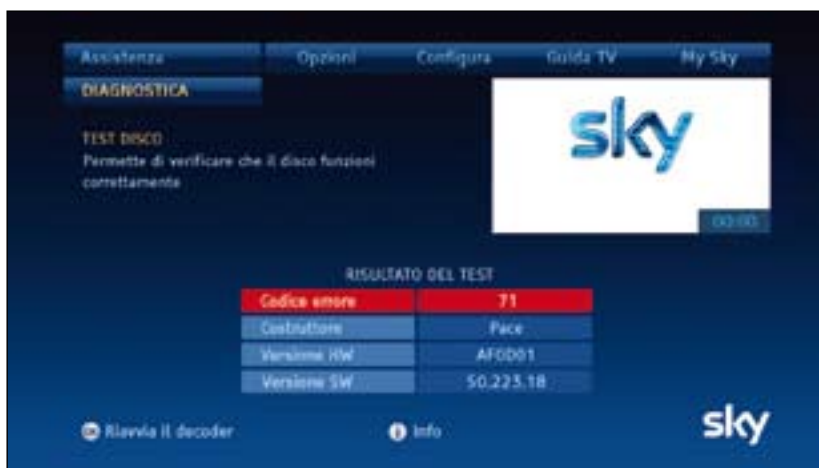 Assistenza Opzioni Configura Guida TV My Sky
DIAGNOSTICA
TEST DISCO
Permette di verificare che il disco funzioni
correttamente
sky
00:00
RISULTATO DEL TEST
Codice errore 71
Costruttore Pace
Versione HW AF0D01
Versione SW 50.223.18
OK Riavvia il decoder
i Info
sky